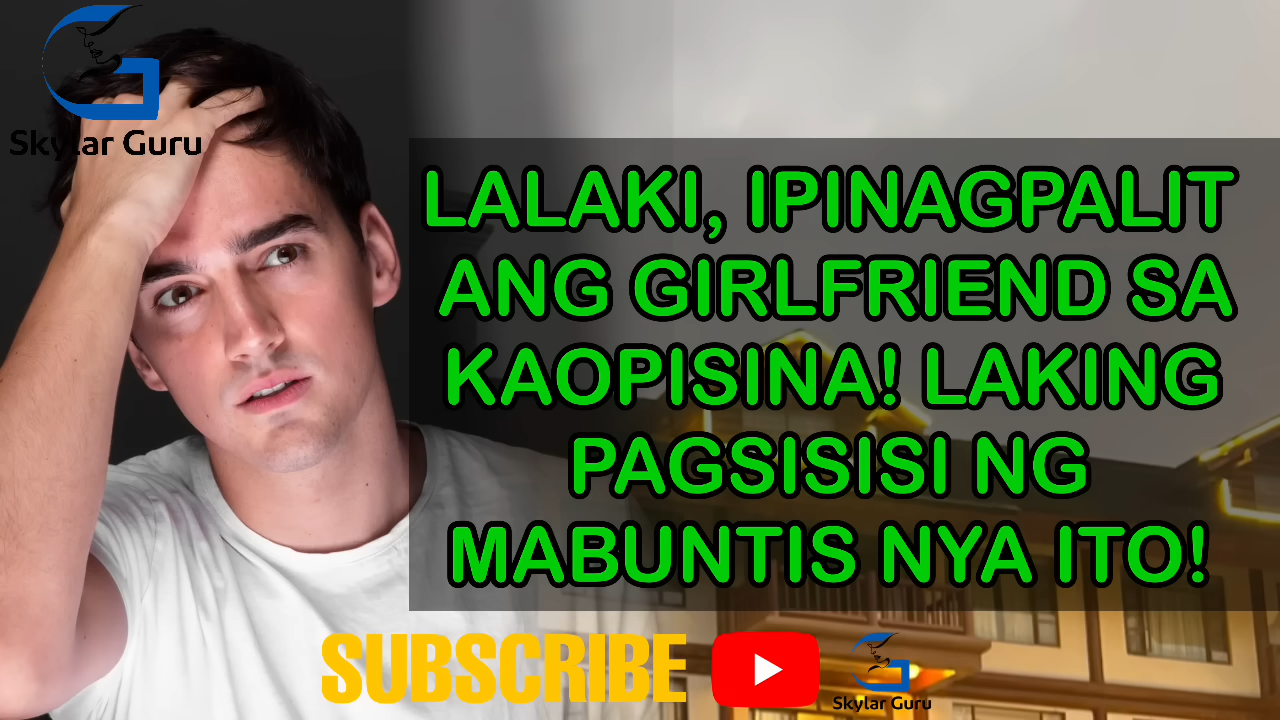 Skylar Guru
LALAKI, IPINAGPALIT
ANG GIRLFRIEND SA
KAOPISINA! LAKING
PAGSISISI NG
MABUNTIS NYA ITO!
SUBSCRIBE
Skylar Guru